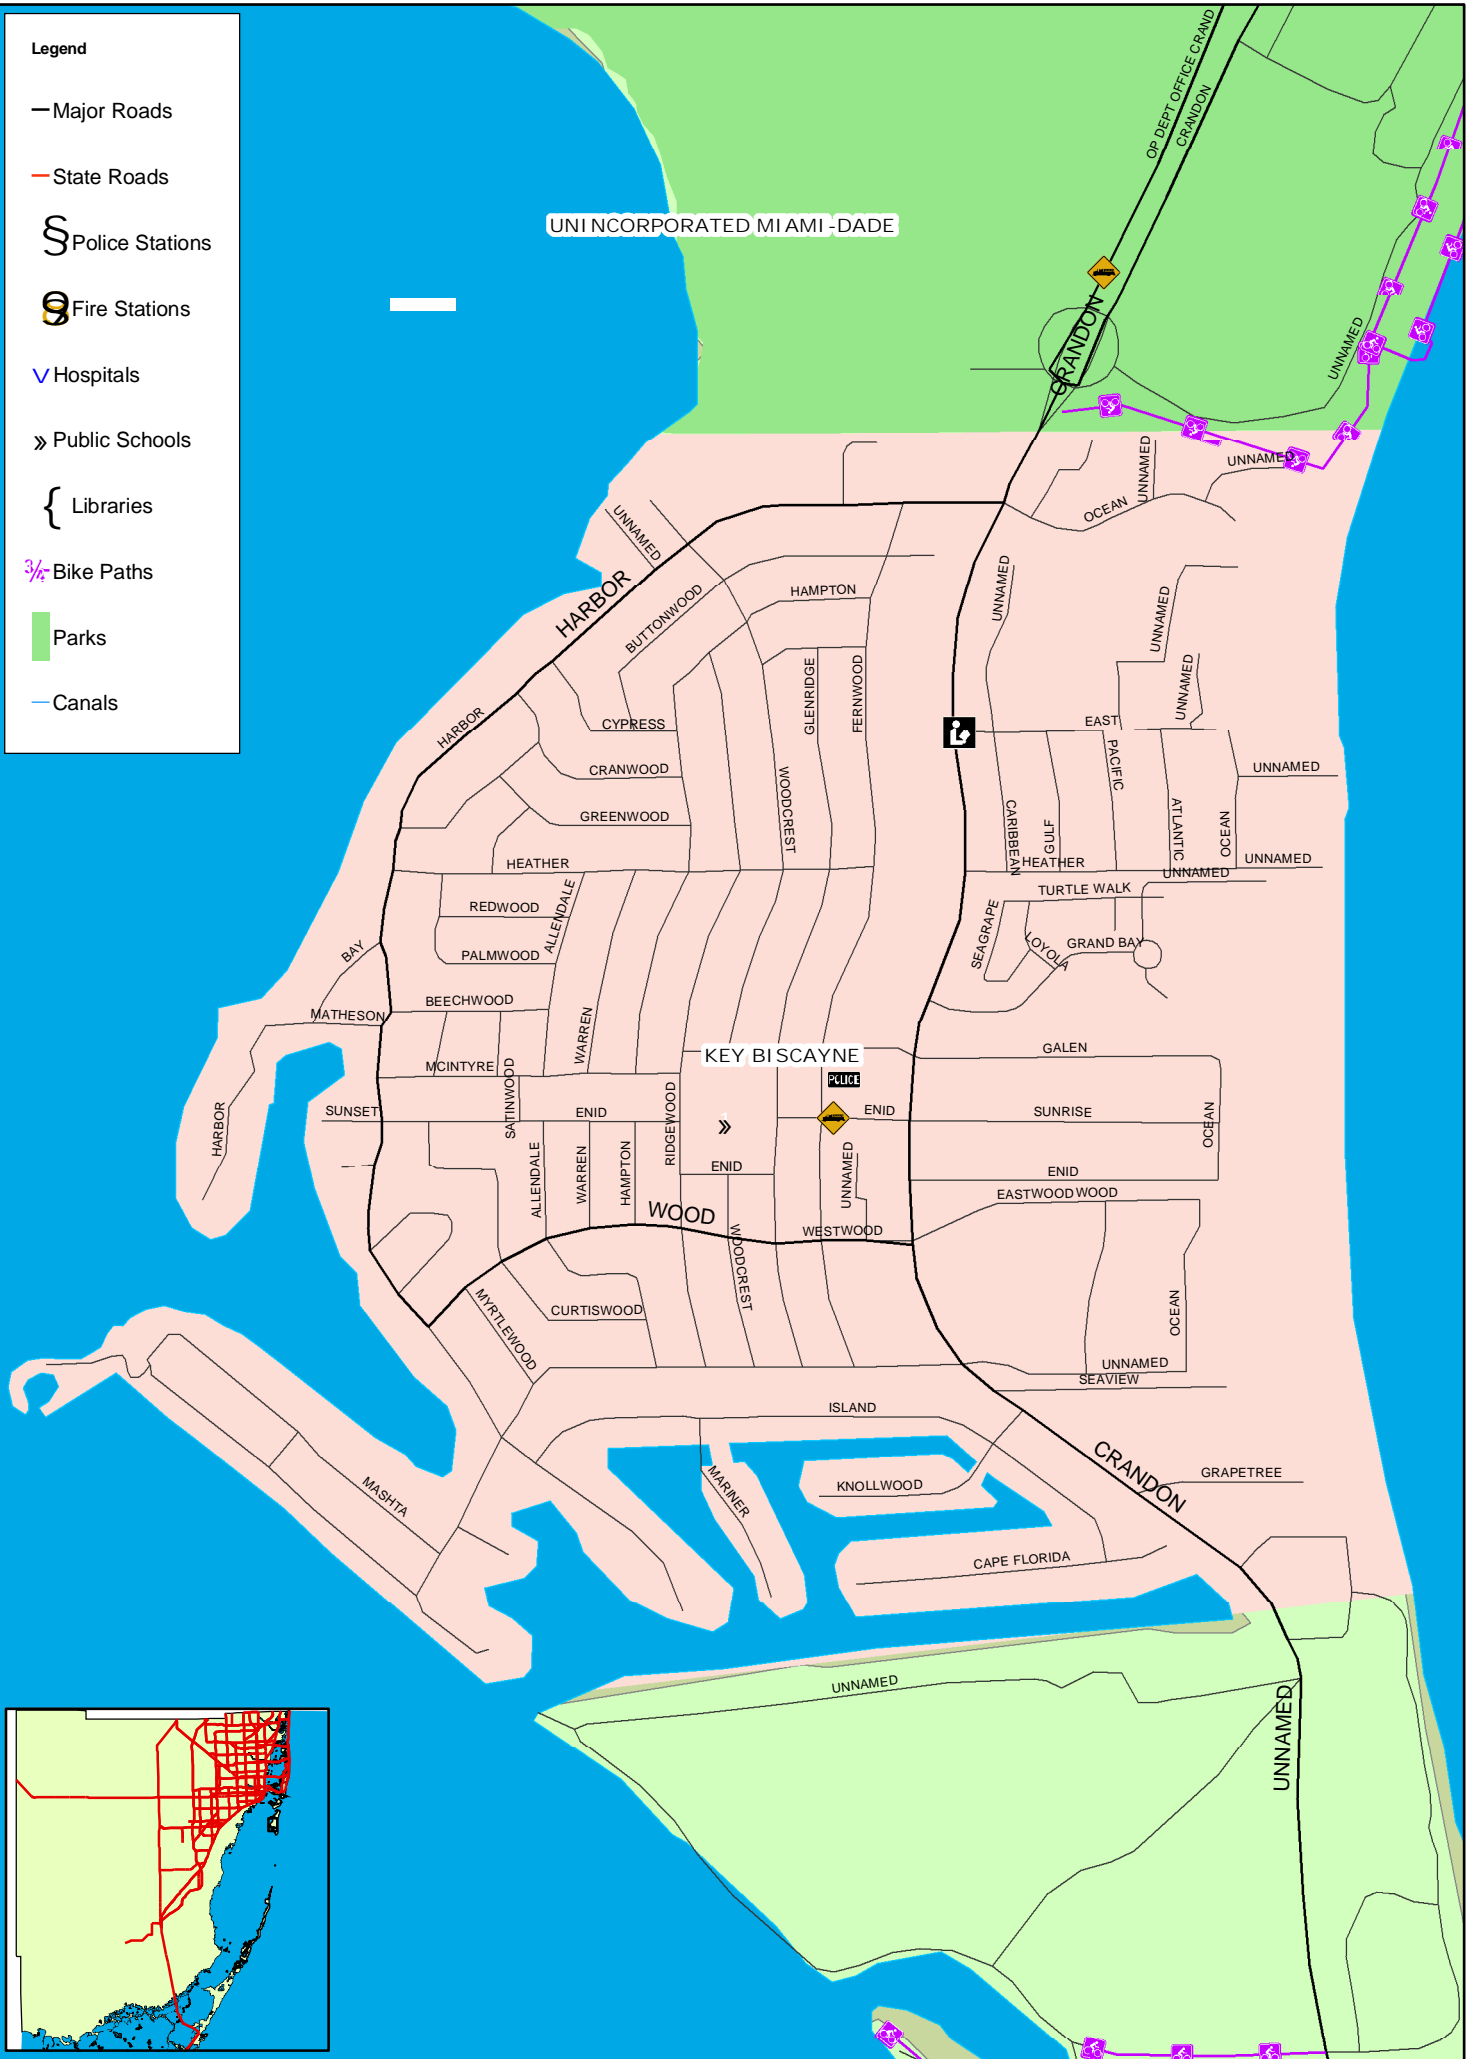 Legend
Major Roads
State Roads
§ Police Stations
Fire Stations
Hospitals
» Public Schools
{ Libraries
¾ Bike Paths
Parks
Canals
OP DEPT OFFICE CRAND
CRANDON
UNINCORPORATED MIAMI-DADE
CRANDON
UNNAMED
UNNAMED
UNNAMED
OCEAN
UNNAMED
HARBOR
BUTTONWOOD
HAMPTON
UNNAMED
UNNAMED
UNNAMED
GLENRIDGE
FERNWOOD
HARBOR
CYPRESS
EAST
CRANWOOD
WOODCREST
PACIFIC
UNNAMED
GREENWOOD
CARIBBEAN
GULF
ATLANTIC
OCEAN
HEATHER
HEATHER
UNNAMED
UNNAMED
REDWOOD
ALLENDALE
TURTLE WALK
SEAGRAPE
LOYOLA
GRAND BAY
BAY
PALMWOOD
BEECHWOOD
MATHESON
WARREN
KEY BISCAYNE
GALEN
MCINTYRE
POLICE
SATINWOOD
SUNSET
ENID
RIDGEWOOD
»
ENID
SUNRISE
OCEAN
HARBOR
ALLENDALE
WARREN
HAMPTON
ENID
UNNAMED
ENID
EASTWOOD WOOD
WOOD
WESTWOOD
WOODCREST
MYRTLEWOOD
CURTISWOOD
OCEAN
UNNAMED
SEAVIEW
ISLAND
CRANDON
GRAPETREE
MARINER
KNOLLWOOD
MASHTA
CAPE FLORIDA
UNNAMED
UNNAMED